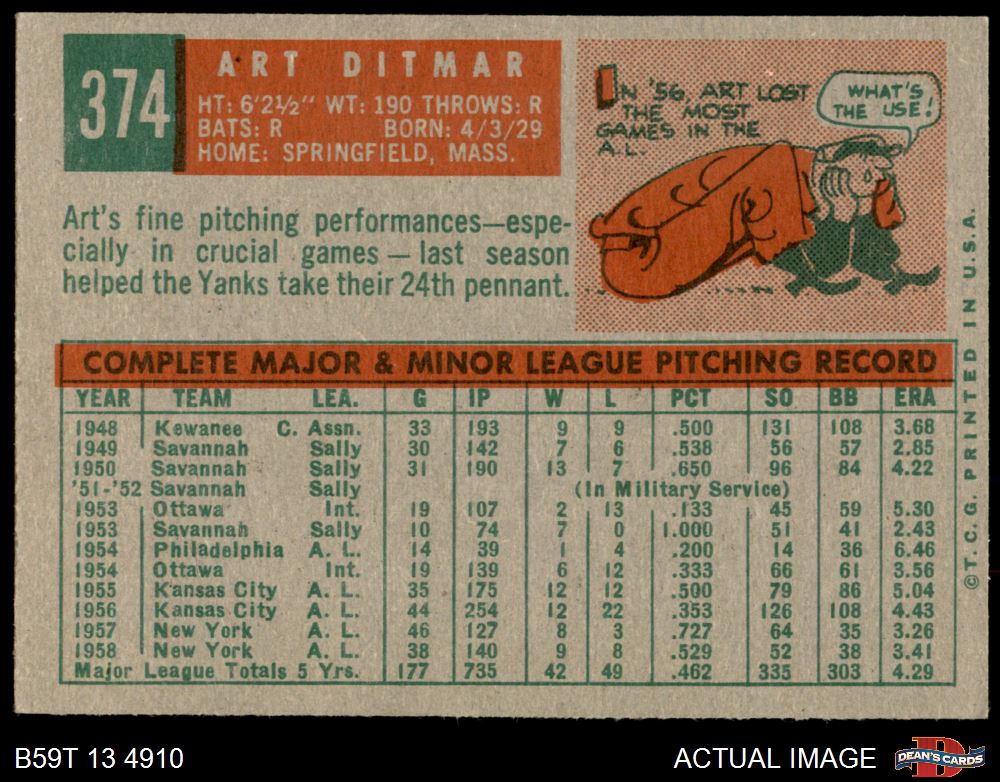 374
ART DITMAR
HT: 6'2½" WT: 190 THROWS: R
BATS: R BORN: 4/3/29
HOME: SPRINGFIELD, MASS.
Art's fine pitching performances—espe-
cially in crucial games — last season
helped the Yanks take their 24th pennant.
IN '56, ART LOST
THE MOST
GAMES IN THE
A.L.
WHAT'S
THE USE!
COMPLETE MAJOR & MINOR LEAGUE PITCHING RECORD
YEAR TEAM LEA. G IP W L PCT SO BB ERA
1948 Kewanee C. Assn. 33 193 9 9 .500 131 108 3.68
1949 Savannah Sally 30 142 7 6 .538 56 57 2.85
1950 Savannah Sally 31 190 13 7 .650 96 84 4.22
'51-'52 Savannah Sally (In Military Service)
1953 Ottawa Int. 19 107 2 13 .133 45 59 5.30
1953 Savannah Sally 10 74 7 0 1.000 51 41 2.43
1954 Philadelphia A. L. 14 39 1 4 .200 14 36 6.46
1954 Ottawa Int. 19 139 6 12 .333 66 61 3.56
1955 Kansas City A. L. 35 175 12 12 .500 79 86 5.04
1956 Kansas City A. L. 44 254 12 22 .353 126 108 4.43
1957 New York A. L. 46 127 8 3 .727 64 35 3.26
1958 New York A. L. 38 140 9 8 .529 52 38 3.41
Major League Totals 5 Yrs. 177 735 42 49 .462 335 303 4.29
©T.C.G. PRINTED IN U.S.A.
B59T 13 4910
ACTUAL IMAGE
D
DEAN'S CARDS